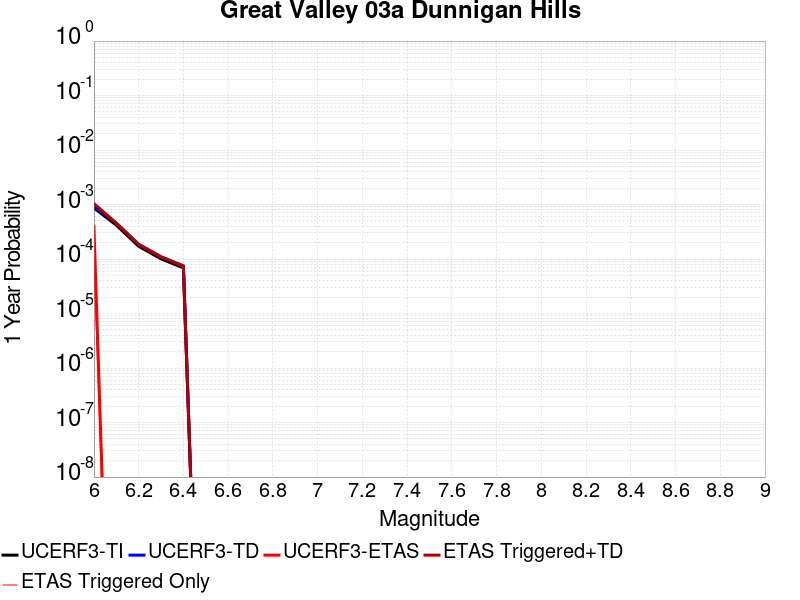 Great Valley 03a Dunnigan Hills
10^0
10^-1
10^-2
10^-3
10^-4
10^-5
10^-6
10^-7
10^-8
1 Year Probability
6 6.2 6.4 6.6 6.8 7 7.2 7.4 7.6 7.8 8 8.2 8.4 8.6 8.8 9
Magnitude
UCERF3-TI UCERF3-TD UCERF3-ETAS ETAS Triggered+TD
ETAS Triggered Only